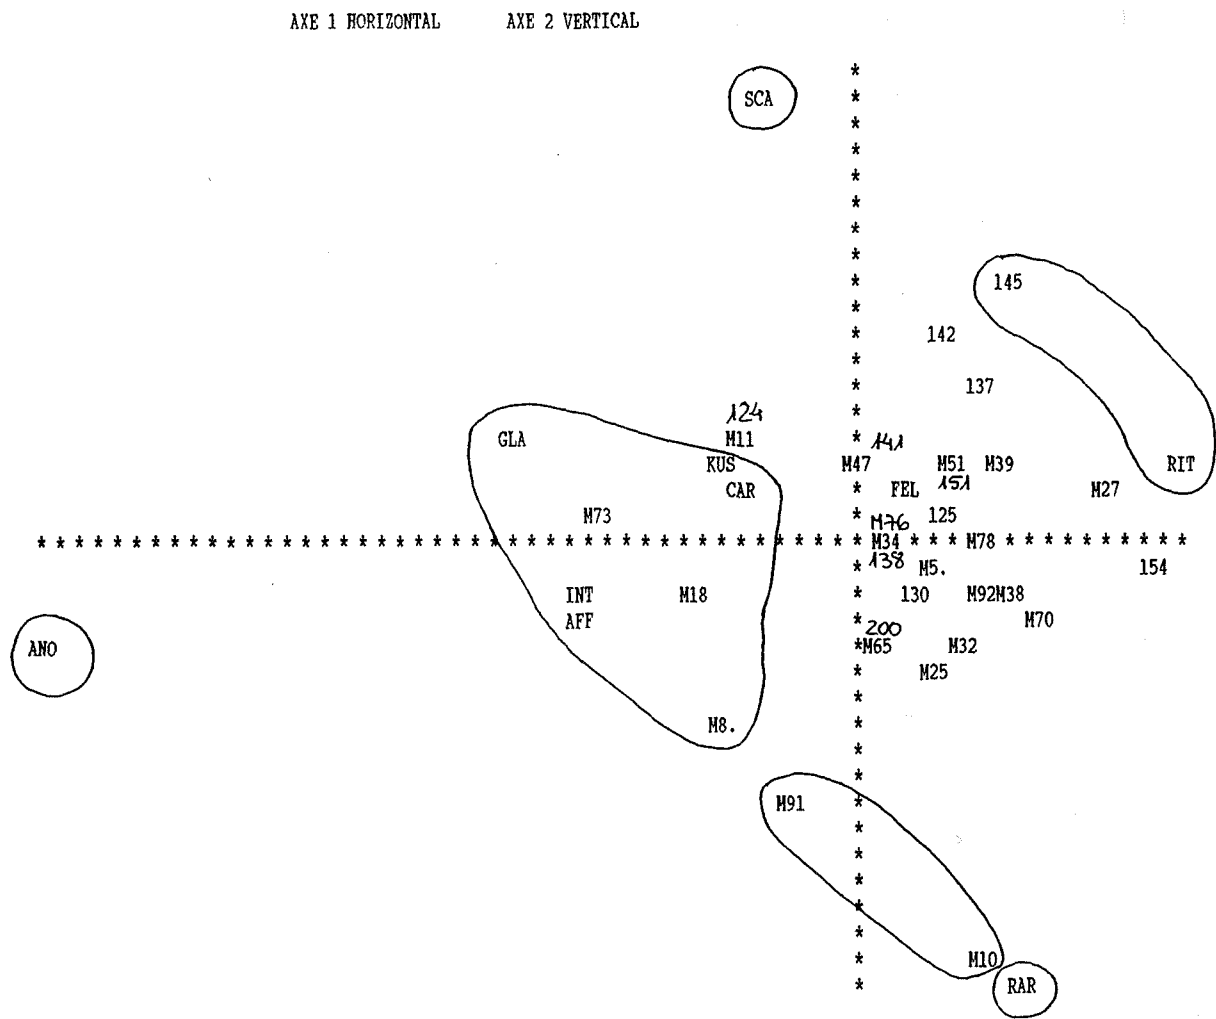 AXE 1 HORIZONTAL AXE 2 VERTICAL
SCA
145
142
137
124
GLA M11 141
KUS M47 M51 M39 RIT
CAR FEL 151 M27
M73 M76 125
M34 M78
138 M5. 154
INT M18 130 M92M38
AFF 200 M70
ANO M65 M32
M25
M8.
M91
M10
RAR